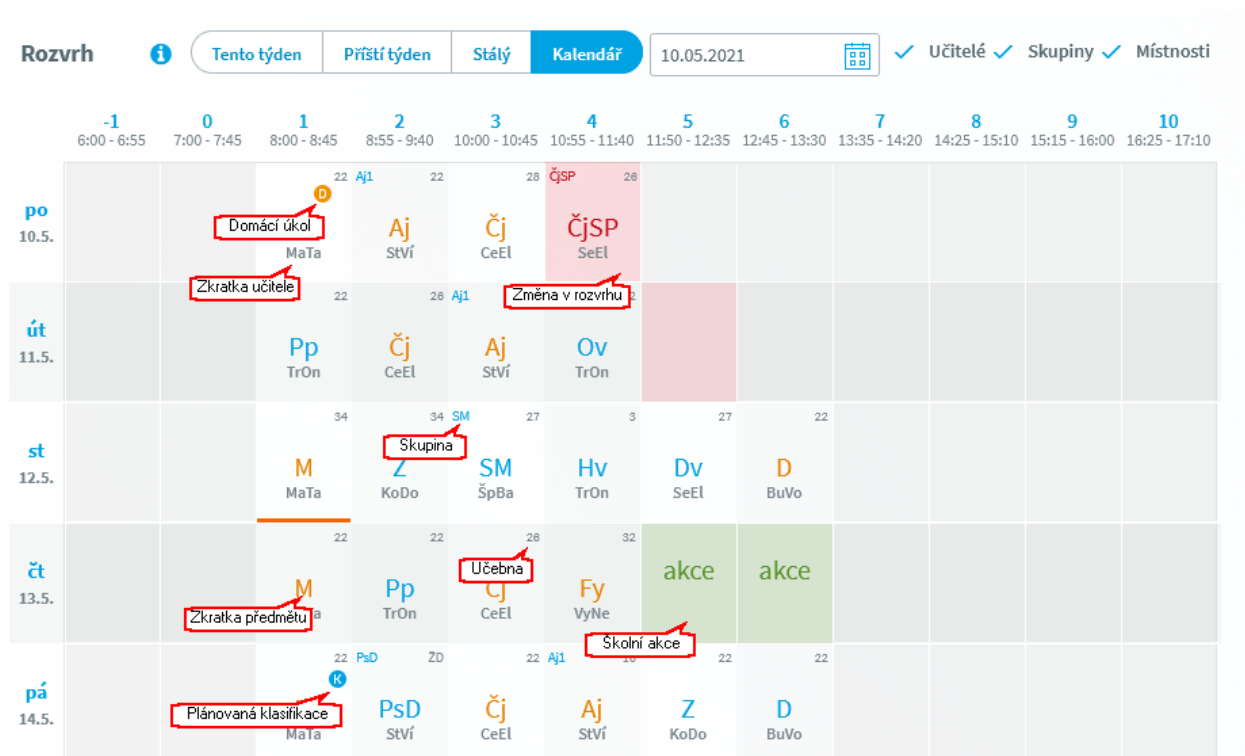 Rozvrh i Tento týden Příští týden Stálý Kalendář 10.05.2021 Učitelé Skupiny Místnosti
-1 0 1 2 3 4 5 6 7 8 9 10
6:00 - 6:55 7:00 - 7:45 8:00 - 8:45 8:55 - 9:40 10:00 - 10:45 10:55 - 11:40 11:50 - 12:35 12:45 - 13:30 13:35 - 14:20 14:25 - 15:10 15:15 - 16:00 16:25 - 17:10
22 Aj1 22 28 ČjSP 26
D
po Domácí úkol Aj Čj ČjSP
10.5. MaTa StVí CeEl SeEl
Zkratka učitele Změna v rozvrhu
22 26 Aj1 2
út Pp Čj Aj Ov
11.5. TrOn CeEl StVí TrOn
34 34 SM 27 3 27 22
Skupina
st M Z SM Hv Dv D
12.5. MaTa KoDo ŠpBa TrOn SeEl BuVo
22 22 26 32
Učebna
čt M Pp Čj Fy akce akce
13.5. a TrOn CeEl VyNe
Zkratka předmětu Školní akce
22 PsD ŽD 22 Aj1 22 22
K
pá Plánovaná klasifikace PsD Čj Aj Z D
14.5. MaTa StVí CeEl StVí KoDo BuVo